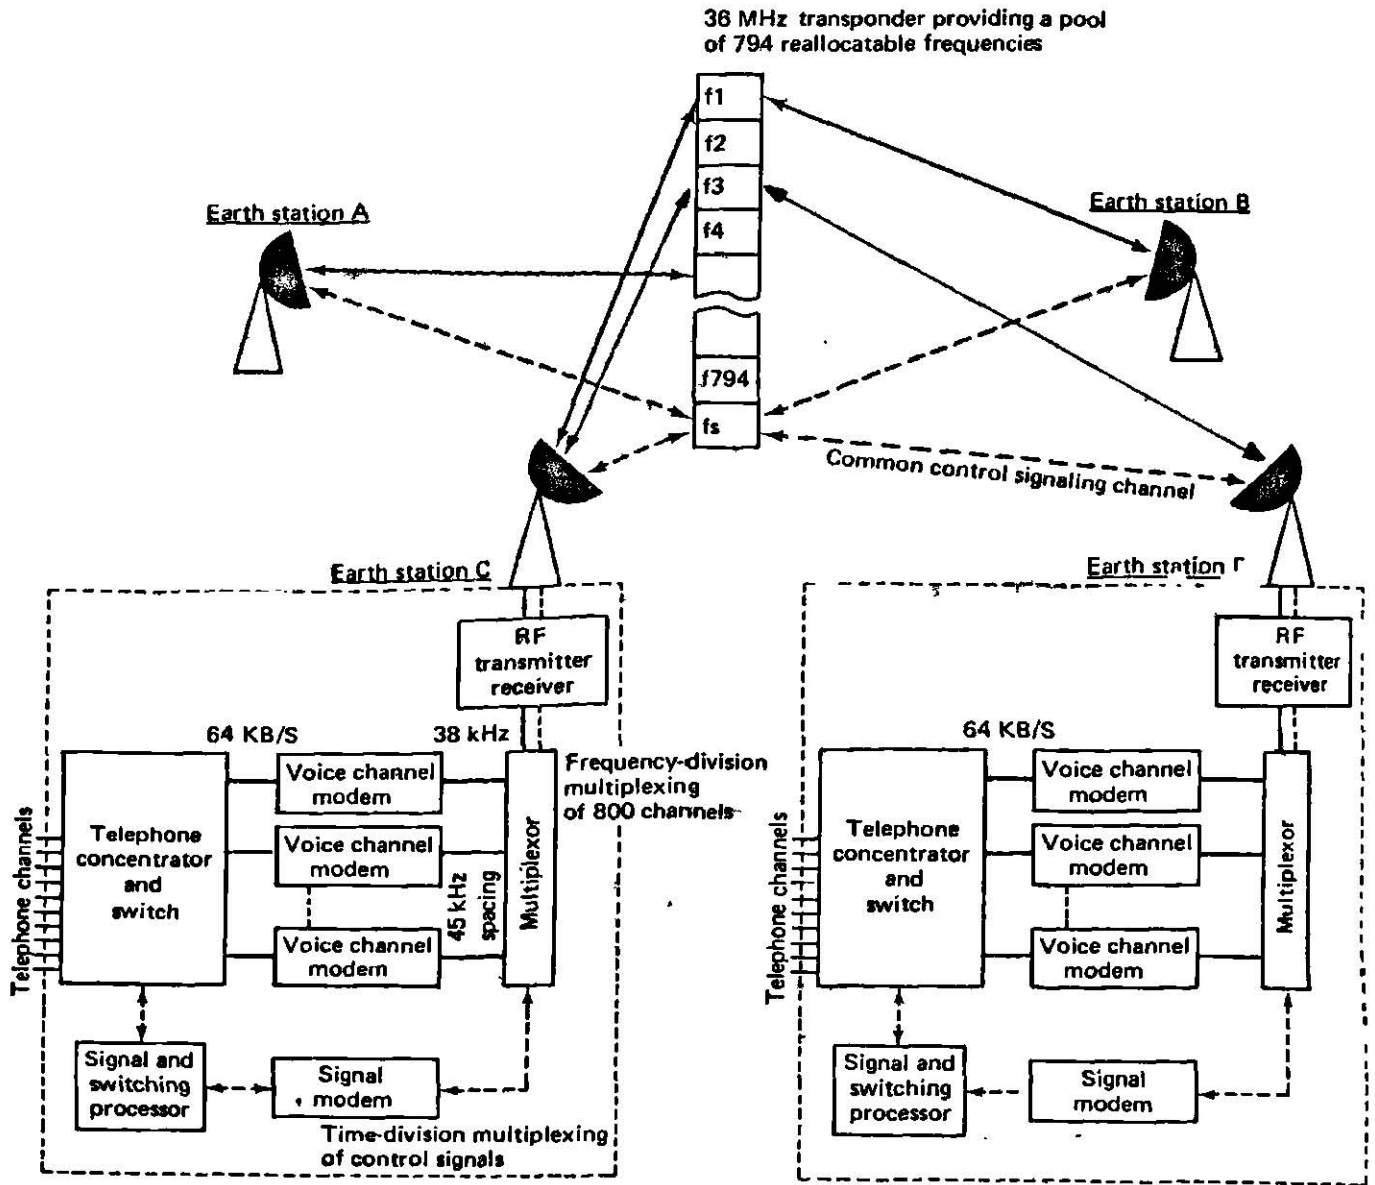 36 MHz transponder providing a pool
of 794 reallocatable frequencies
f1
f2
f3
f4
f794
fs
Earth station A
Earth station B
Common control signaling channel
Earth station C
RF
transmitter
receiver
64 KB/S
38 kHz
Frequency-division
multiplexing
of 800 channels
Telephone channels
Telephone
concentrator
and
switch
Voice channel
modem
Voice channel
modem
Voice channel
modem
45 kHz
spacing
Multiplexor
Signal and
switching
processor
Signal
modem
Time-division multiplexing
of control signals
Earth station
RF
transmitter
receiver
64 KB/S
Telephone channels
Telephone
concentrator
and
switch
Voice channel
modem
Voice channel
modem
Voice channel
modem
Multiplexor
Signal and
switching
processor
Signal
modem